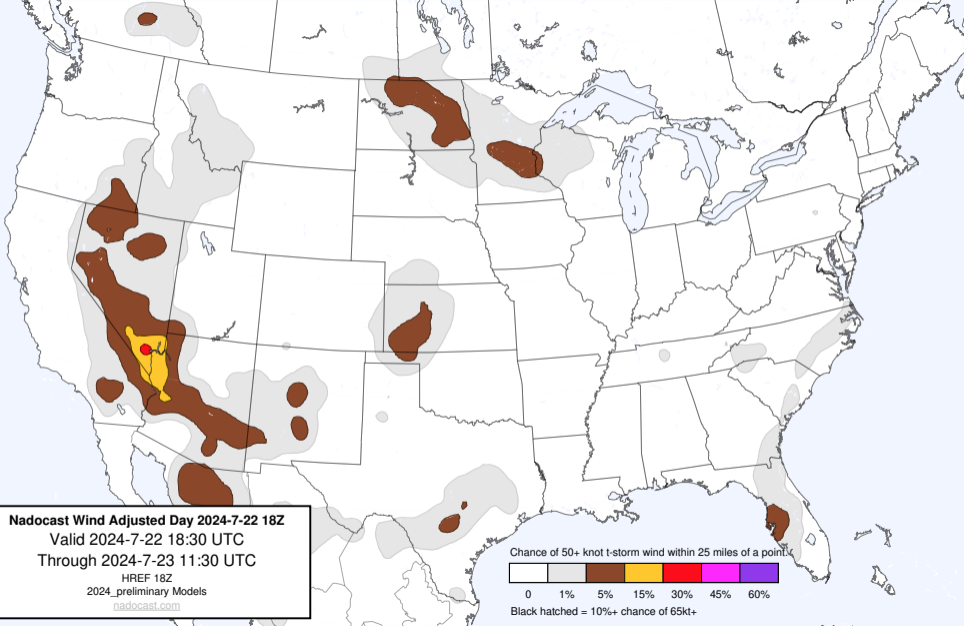 Nadocast Wind Adjusted Day 2024-7-22 18Z
Valid 2024-7-22 18:30 UTC
Through 2024-7-23 11:30 UTC
HREF 18Z
2024_preliminary Models
nadocast.com
Chance of 50+ knot t-storm wind within 25 miles of a point.
0 1% 5% 15% 30% 45% 60%
Black hatched = 10%+ chance of 65kt+